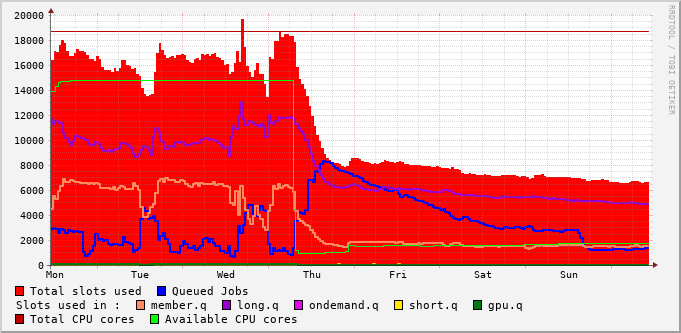 RRDTOOL / TOBI OETIKER
20000
18000
16000
14000
12000
10000
8000
6000
4000
2000
0
Mon Tue Wed Thu Fri Sat Sun
Total slots used Queued Jobs
Slots used in : member.q long.q ondemand.q short.q gpu.q
Total CPU cores Available CPU cores